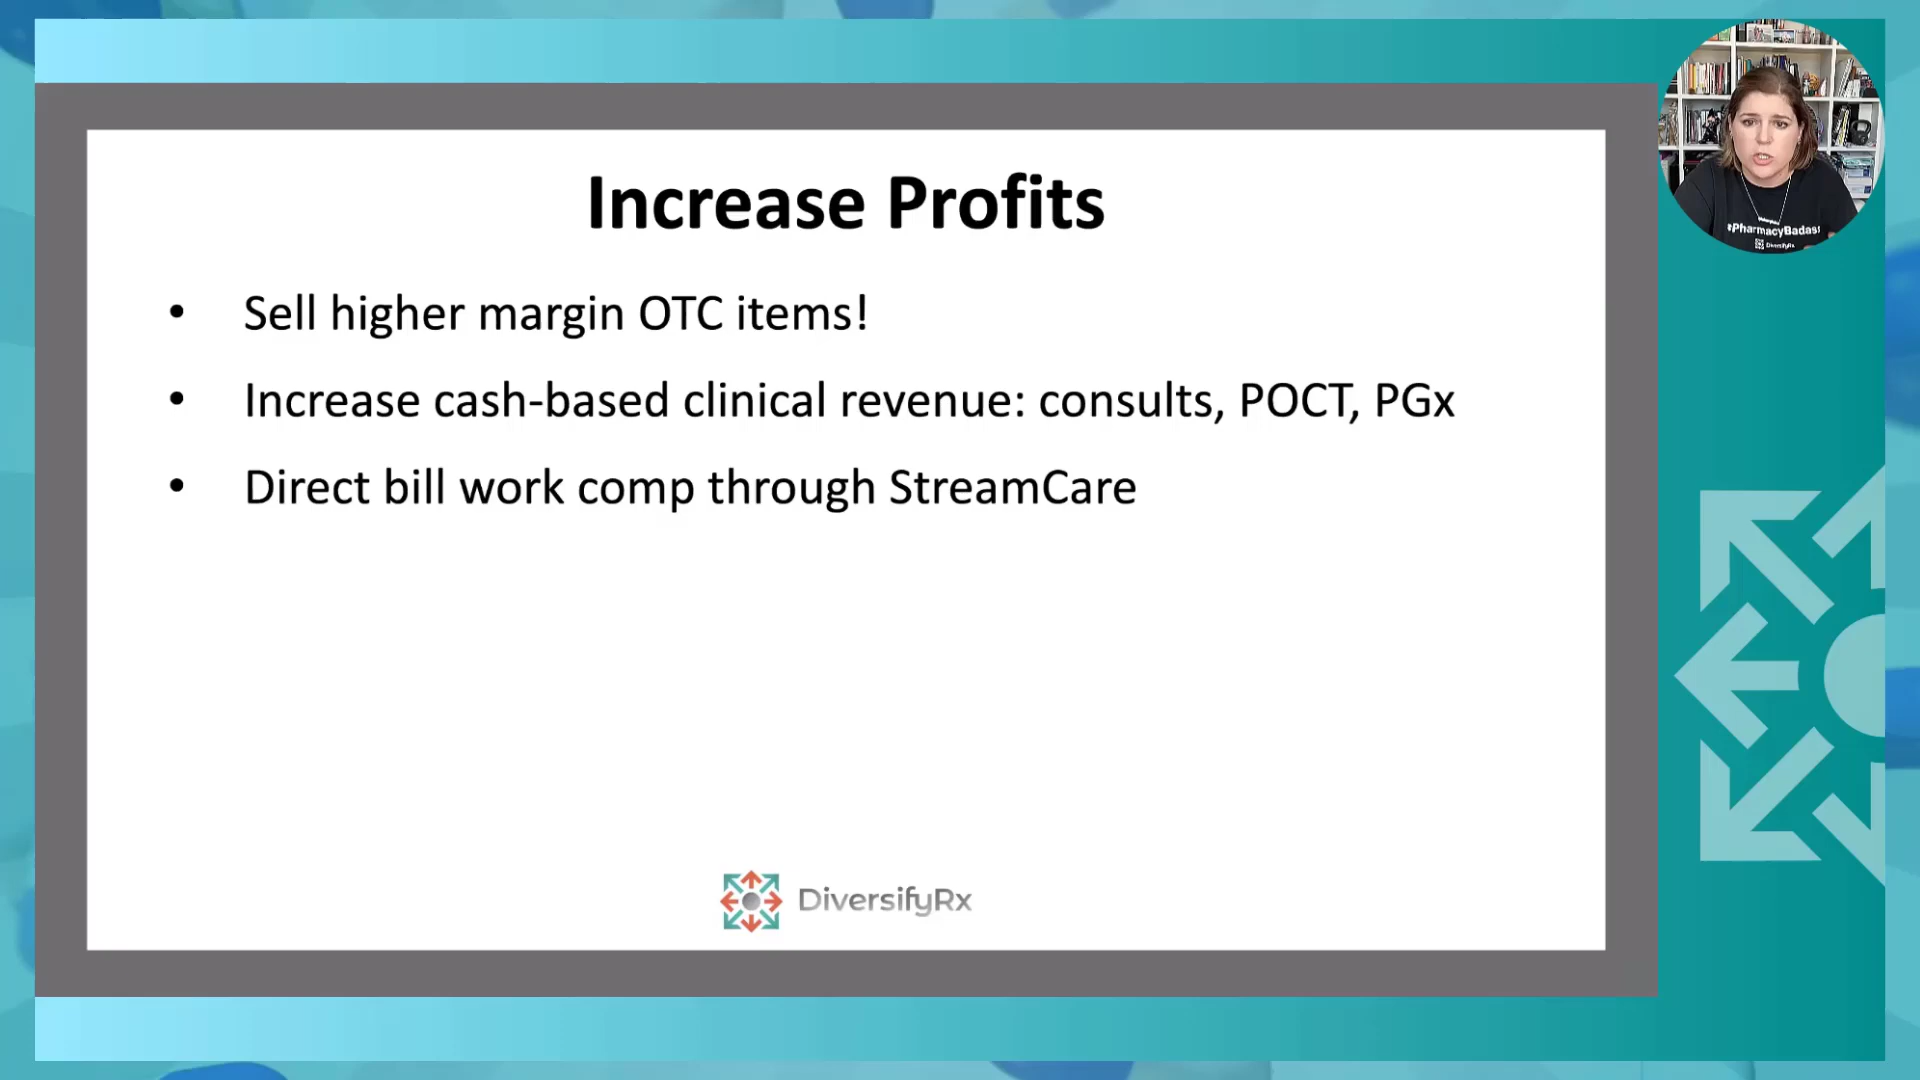 Increase Profits
• Sell higher margin OTC items!
• Increase cash-based clinical revenue: consults, POCT, PGx
• Direct bill work comp through StreamCare
DiversifyRx
#PharmacyBadass
DiversifyRx